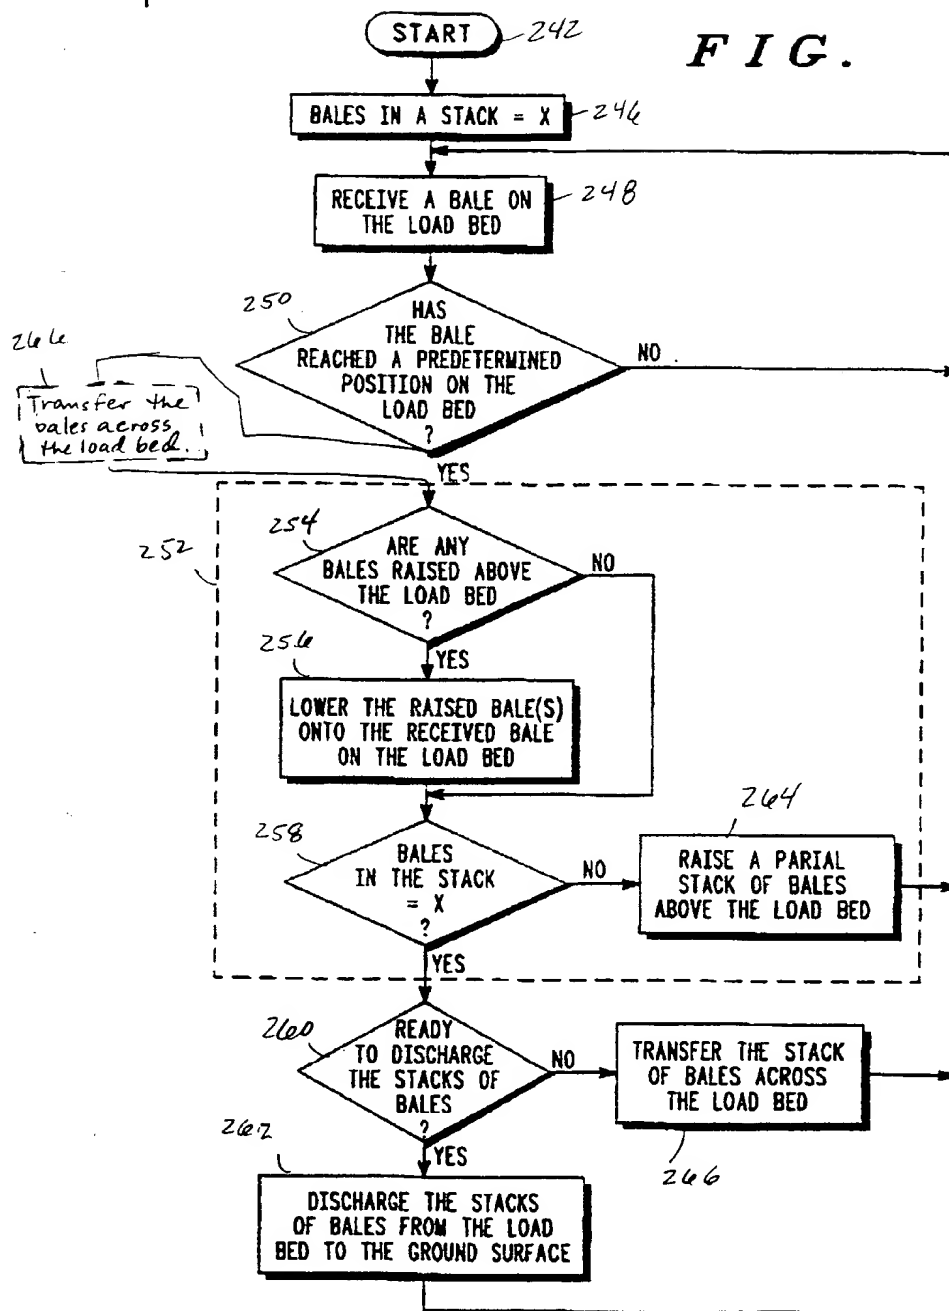 START
242
FIG.
BALES IN A STACK = X
246
RECEIVE A BALE ON
THE LOAD BED
248
250
HAS
THE BALE
REACHED A PREDETERMINED
POSITION ON THE
LOAD BED
?
NO
266
Transfer the
bales across
the load bed.
YES
252
254
ARE ANY
BALES RAISED ABOVE
THE LOAD BED
?
NO
256
YES
LOWER THE RAISED BALE(S)
ONTO THE RECEIVED BALE
ON THE LOAD BED
258
BALES
IN THE STACK
= X
?
NO
264
RAISE A PARIAL
STACK OF BALES
ABOVE THE LOAD BED
YES
260
READY
TO DISCHARGE
THE STACKS OF
BALES
?
NO
TRANSFER THE STACK
OF BALES ACROSS
THE LOAD BED
266
262
YES
DISCHARGE THE STACKS
OF BALES FROM THE LOAD
BED TO THE GROUND SURFACE